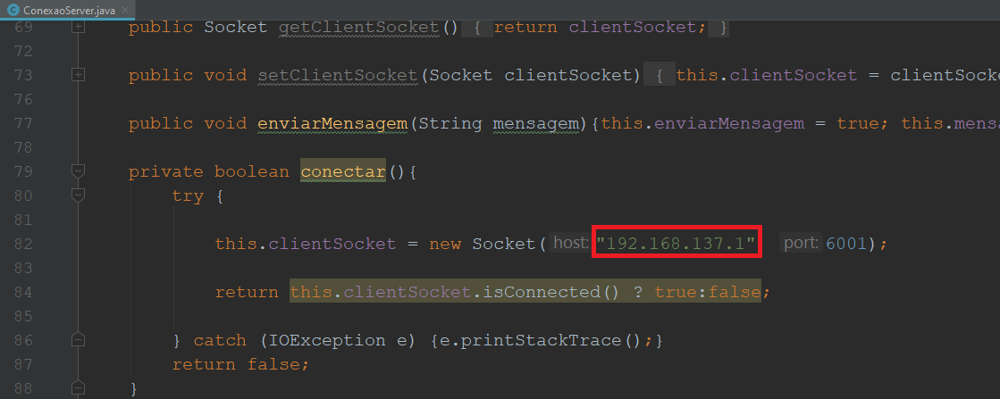 ConexaoServer.java
69 public Socket getClientSocket() { return clientSocket; }
72
73 public void setClientSocket(Socket clientSocket) { this.clientSocket = clientSocke
76
77 public void enviarMensagem(String mensagem){this.enviarMensagem = true; this.mensa
78
79 private boolean conectar(){
80 try {
81
82 this.clientSocket = new Socket( host: "192.168.137.1" port: 6001);
83
84 return this.clientSocket.isConnected() ? true:false;
85
86 } catch (IOException e) {e.printStackTrace();}
87 return false;
88 }